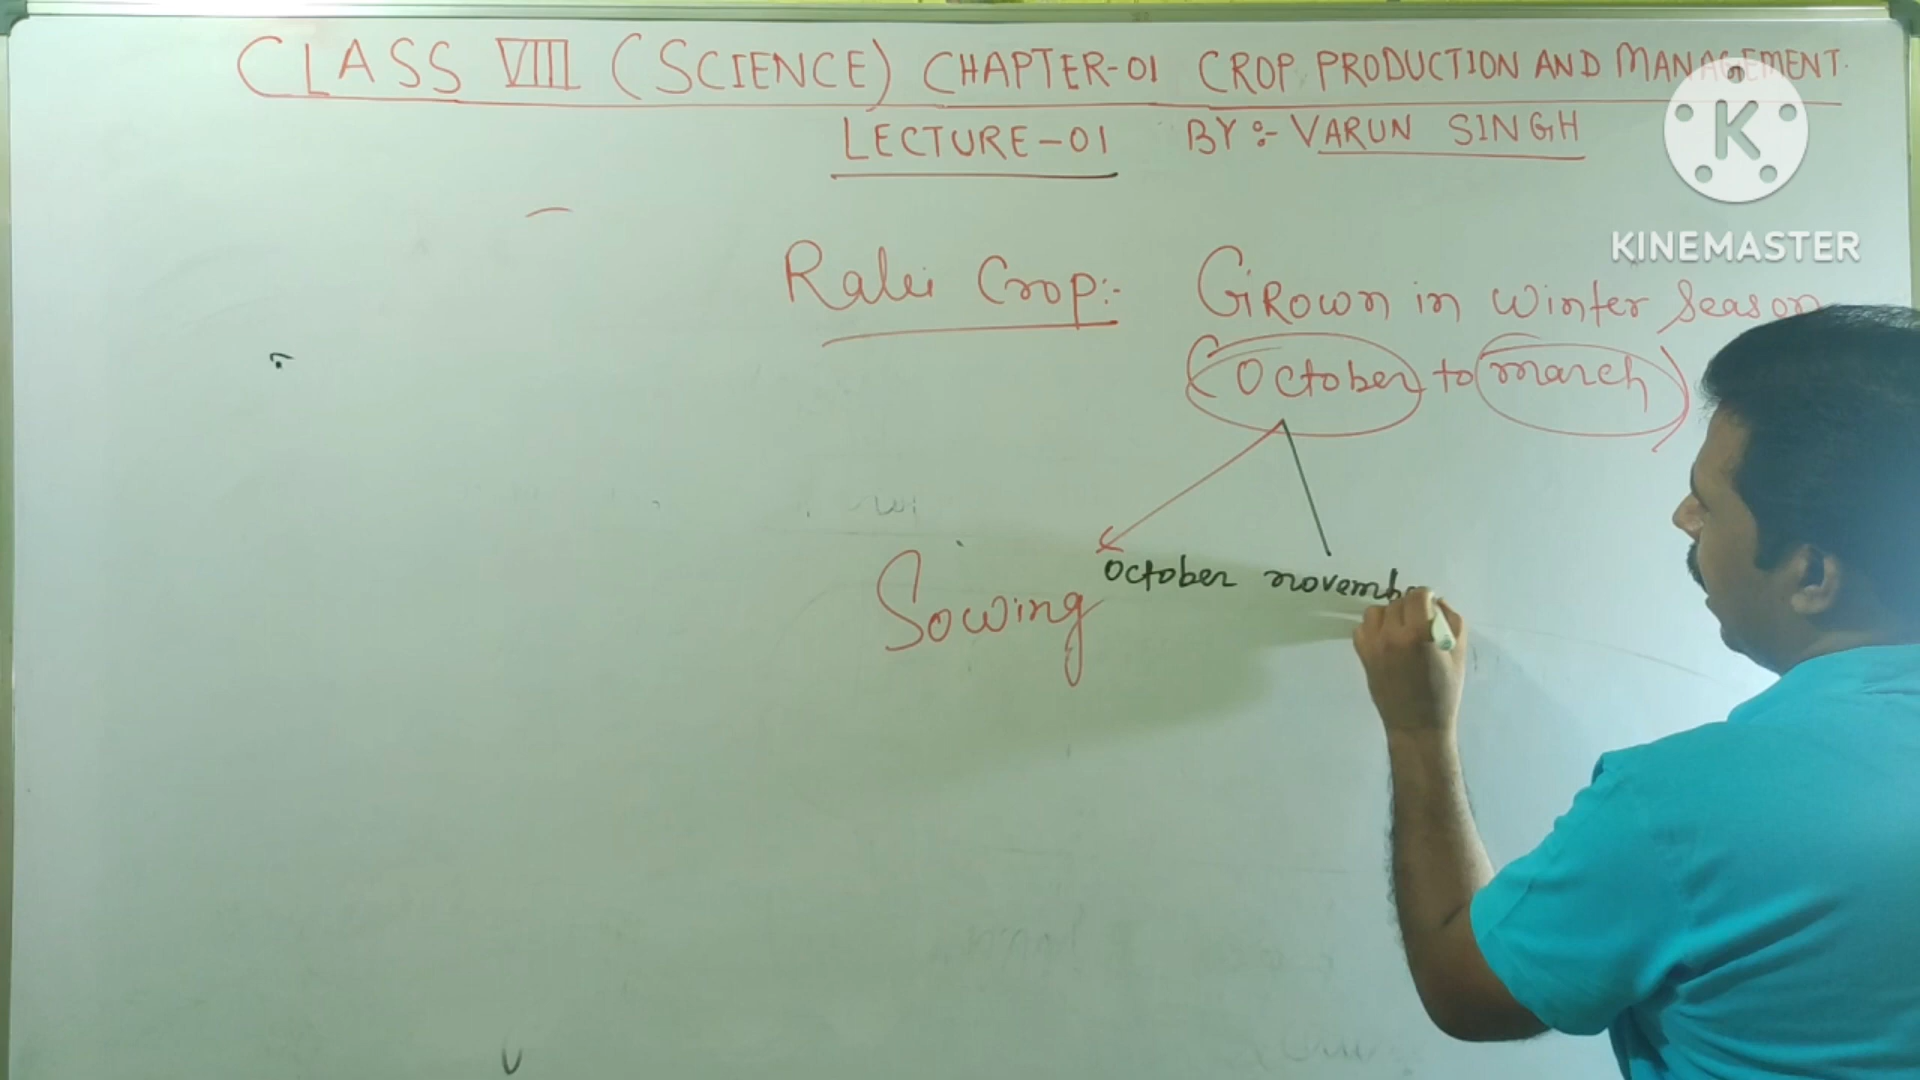 CLASS VIII (SCIENCE) CHAPTER-01 CROP PRODUCTION AND MANAGEMENT.
LECTURE-01 BY:- VARUN SINGH
K
KINEMASTER
Rabi Crop:- Grown in winter season
(October to march)
October novemb
Sowing